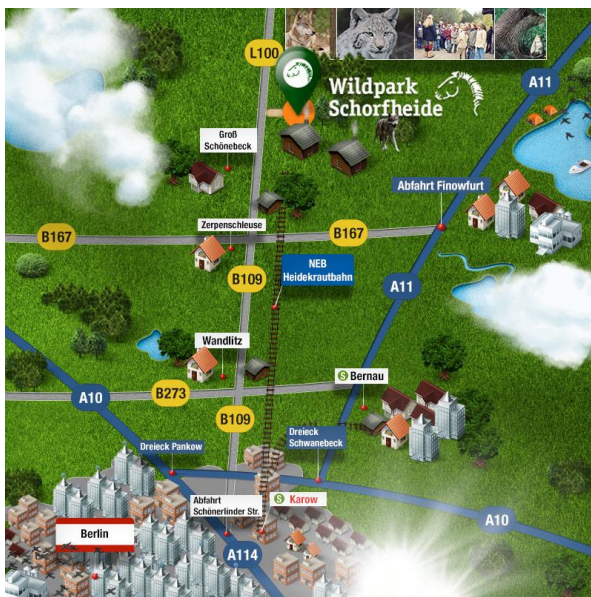 L100
Wildpark
Schorfheide
A11
Groß
Schönebeck
Abfahrt Finowfurt
Zerpenschleuse
B167
B167
NEB
Heidekrautbahn
B109
A11
Wandlitz
S Bernau
B273
A10
B109
Dreieck
Schwanebeck
Dreieck Pankow
Abfahrt
Schönerlinder Str.
S Karow
A10
Berlin
A114